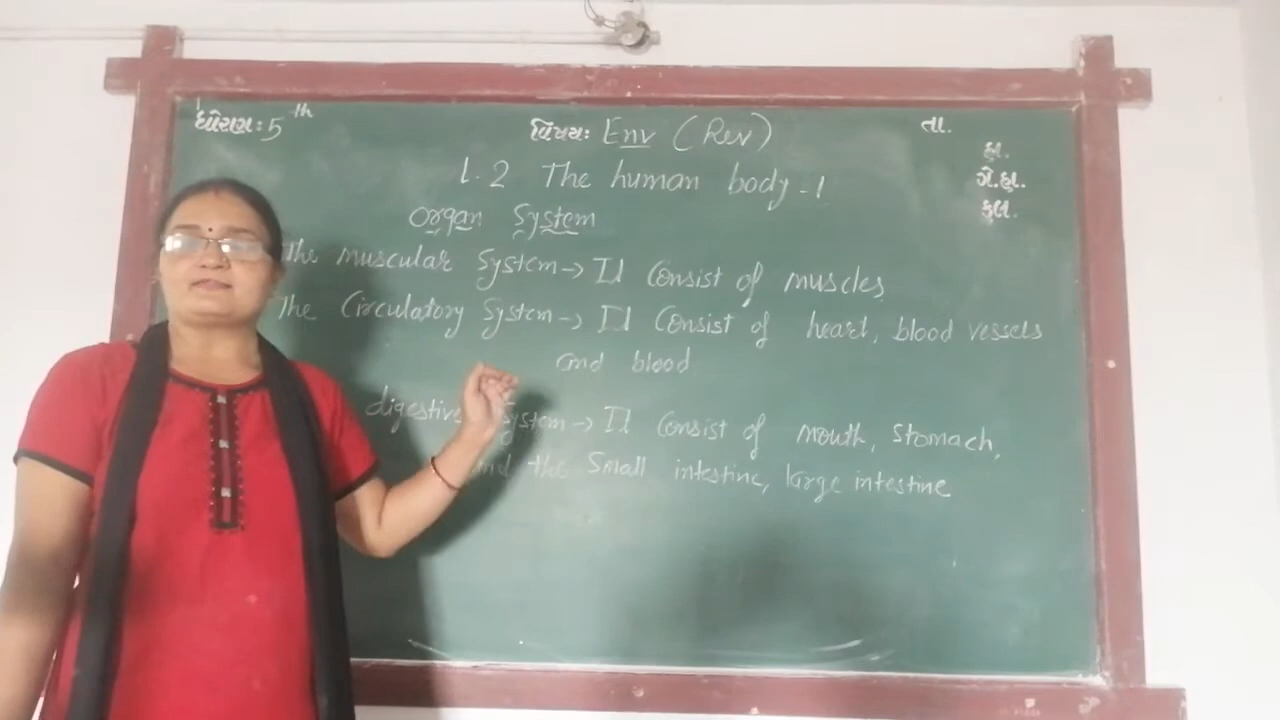 ધોરણ: 5th
વિષય: Env (Rev)
તા.
હા.
ગે.હા.
કુલ.
L.2 The human body-1
Organ System
The muscular System → It Consist of muscles
The Circulatory System → It Consist of heart, blood vessels
and blood
digestive System → It Consist of mouth, Stomach,
and the Small intestine, large intestine